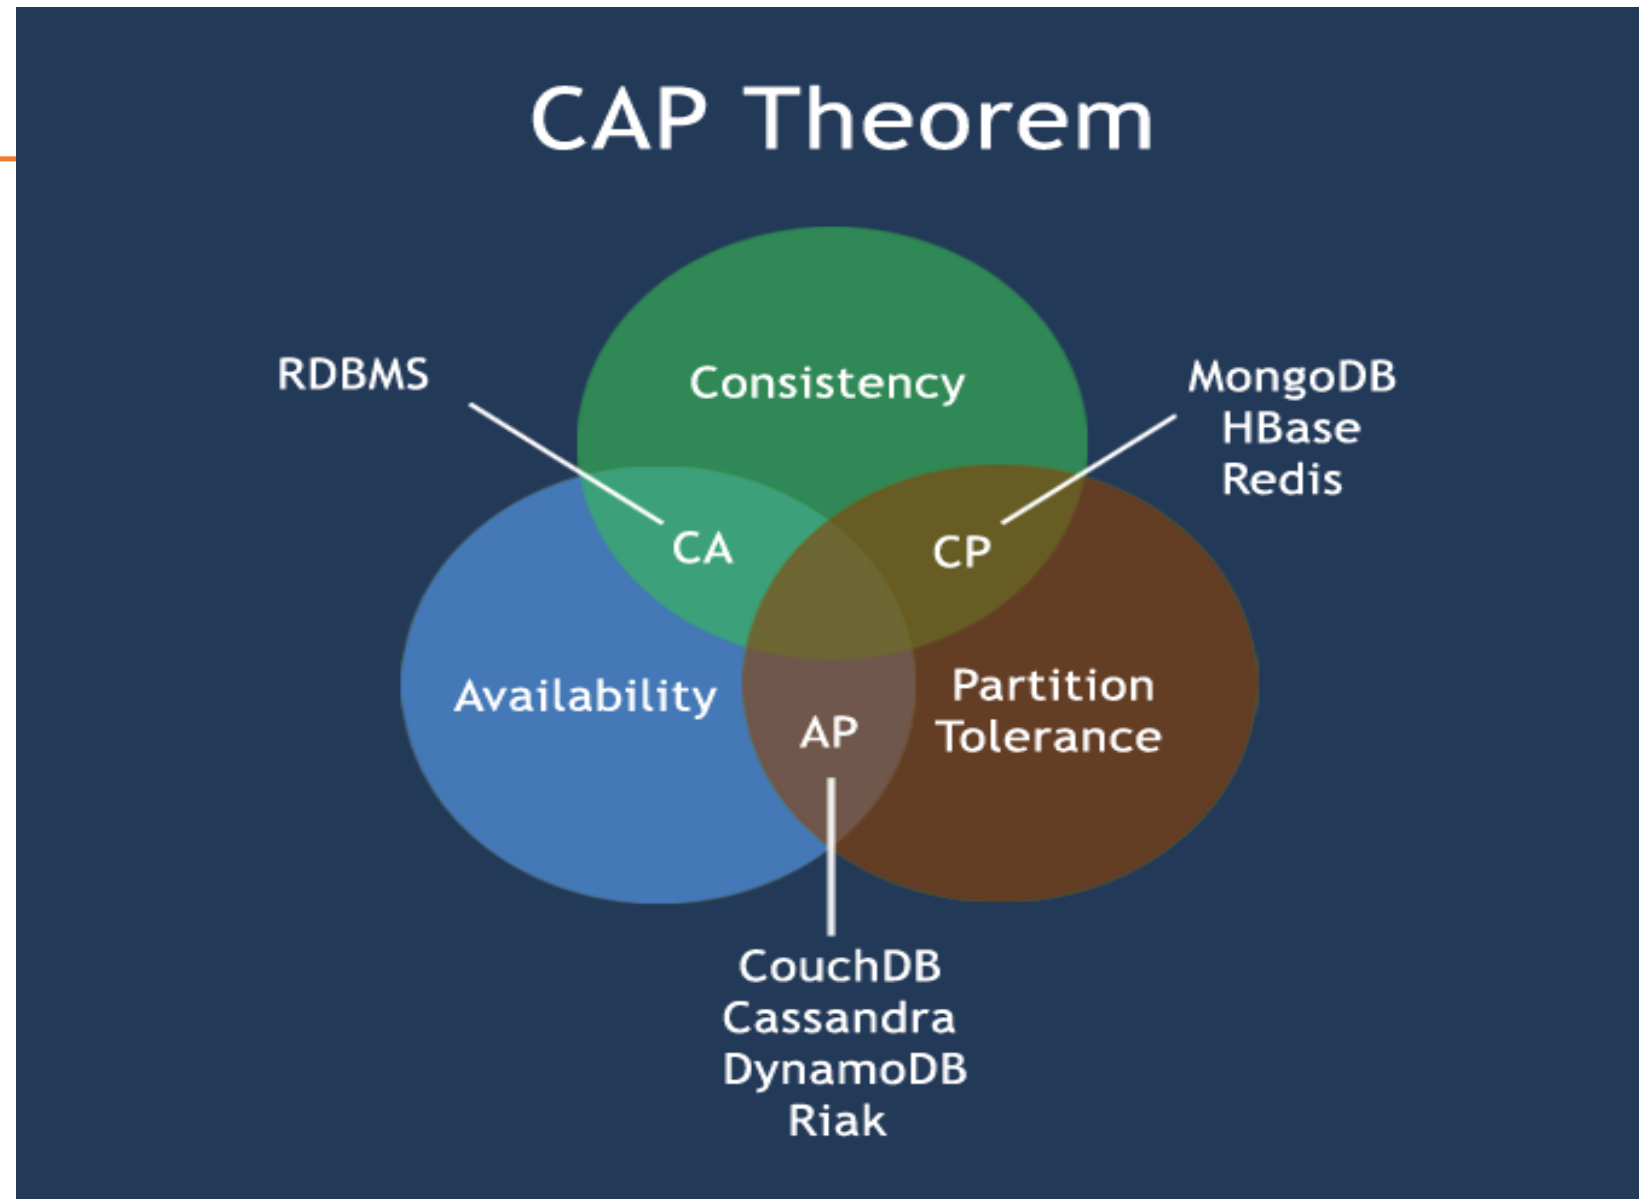 CAP Theorem
Consistency
RDBMS
MongoDB
HBase
Redis
CA
CP
Availability
Partition
Tolerance
AP
CouchDB
Cassandra
DynamoDB
Riak